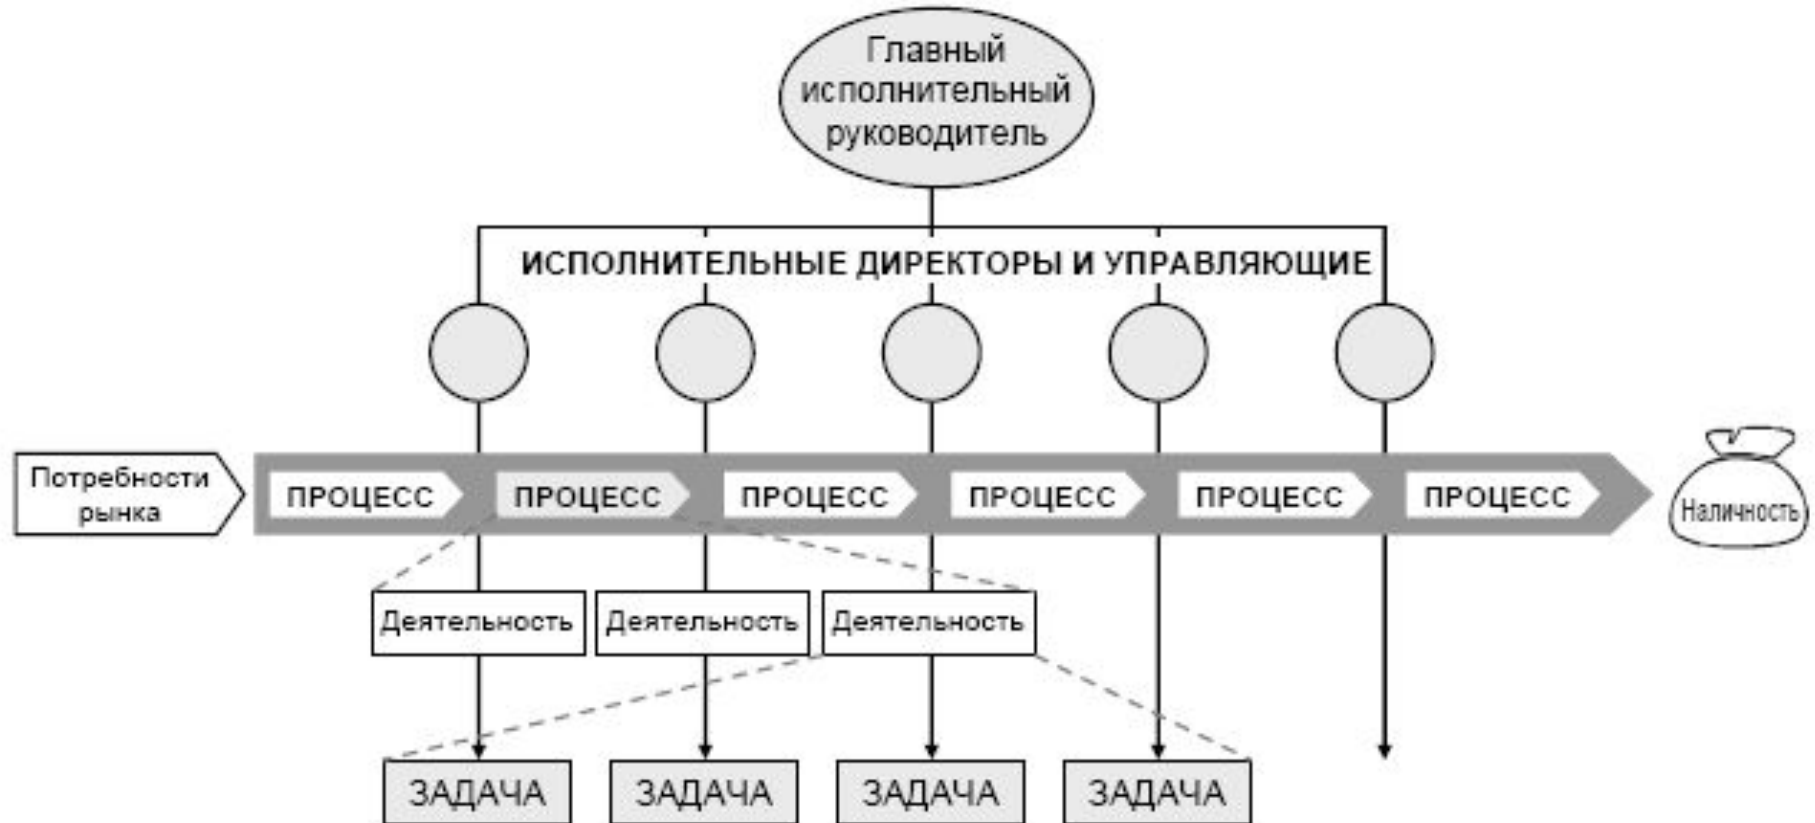 Главный
исполнительный
руководитель
ИСПОЛНИТЕЛЬНЫЕ ДИРЕКТОРЫ И УПРАВЛЯЮЩИЕ
Потребности
рынка
ПРОЦЕСС
ПРОЦЕСС
ПРОЦЕСС
ПРОЦЕСС
ПРОЦЕСС
ПРОЦЕСС
Наличность
Деятельность
Деятельность
Деятельность
ЗАДАЧА
ЗАДАЧА
ЗАДАЧА
ЗАДАЧА